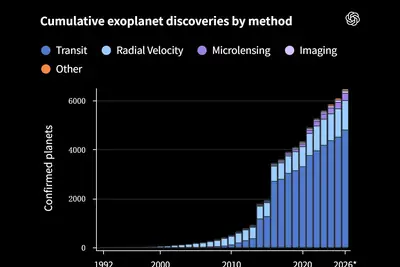 Cumulative exoplanet discoveries by method
Transit Radial Velocity Microlensing Imaging
Other
Confirmed planets
6000
4000
2000
0
1992 2000 2010 2020 2026*